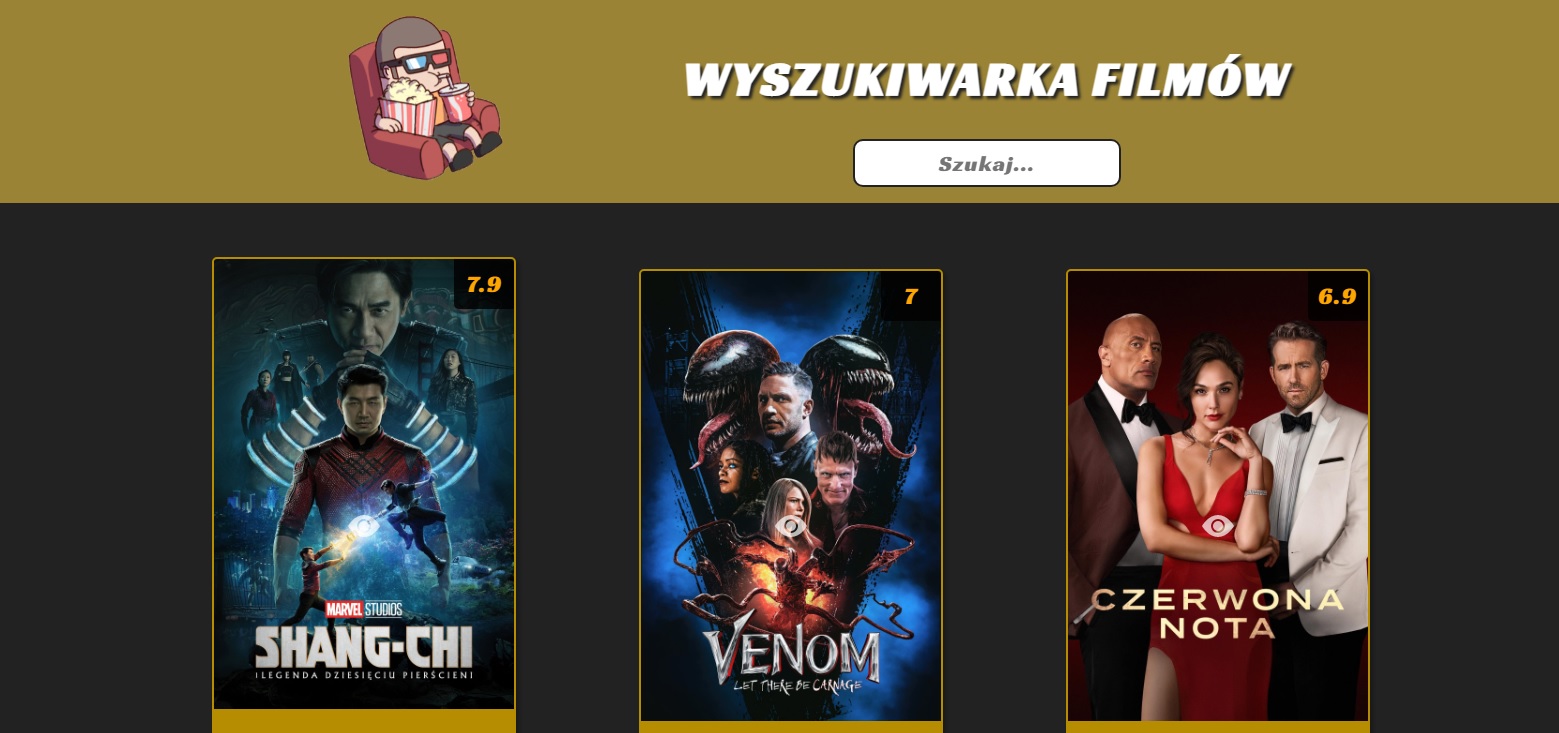 WYSZUKIWARKA FILMÓW
Szukaj...
7.9
MARVEL STUDIOS
SHANG-CHI
I LEGENDA DZIESIĘCIU PIERŚCIENI
7
VENOM
LET THERE BE CARNAGE
6.9
CZERWONA
NOTA